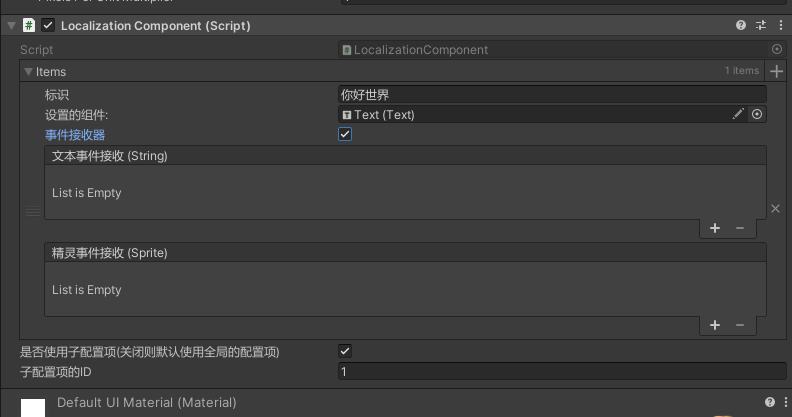 Localization Component (Script)
Script LocalizationComponent
Items 1 items
标识 你好世界
设置的组件: Text (Text)
事件接收器
文本事件接收 (String)
List is Empty
精灵事件接收 (Sprite)
List is Empty
是否使用子配置项(关闭则默认使用全局的配置项)
子配置项的ID 1
Default UI Material (Material)